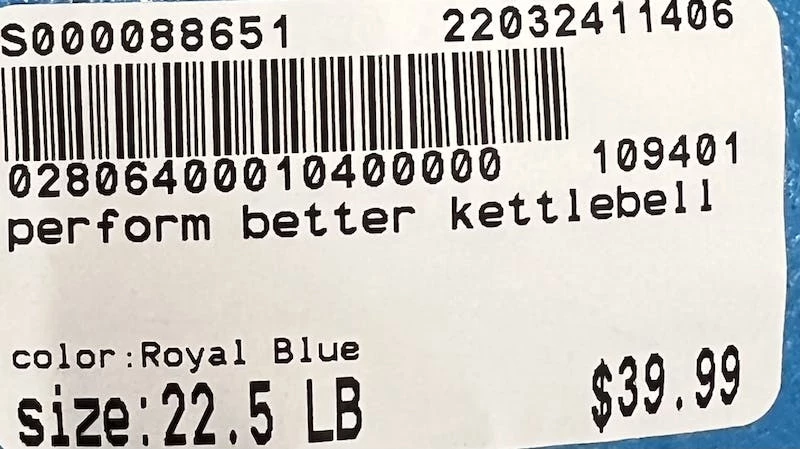 S000088651 22032411406
02806400010400000 109401
perform better kettlebell
color:Royal Blue
size:22.5 LB $39.99